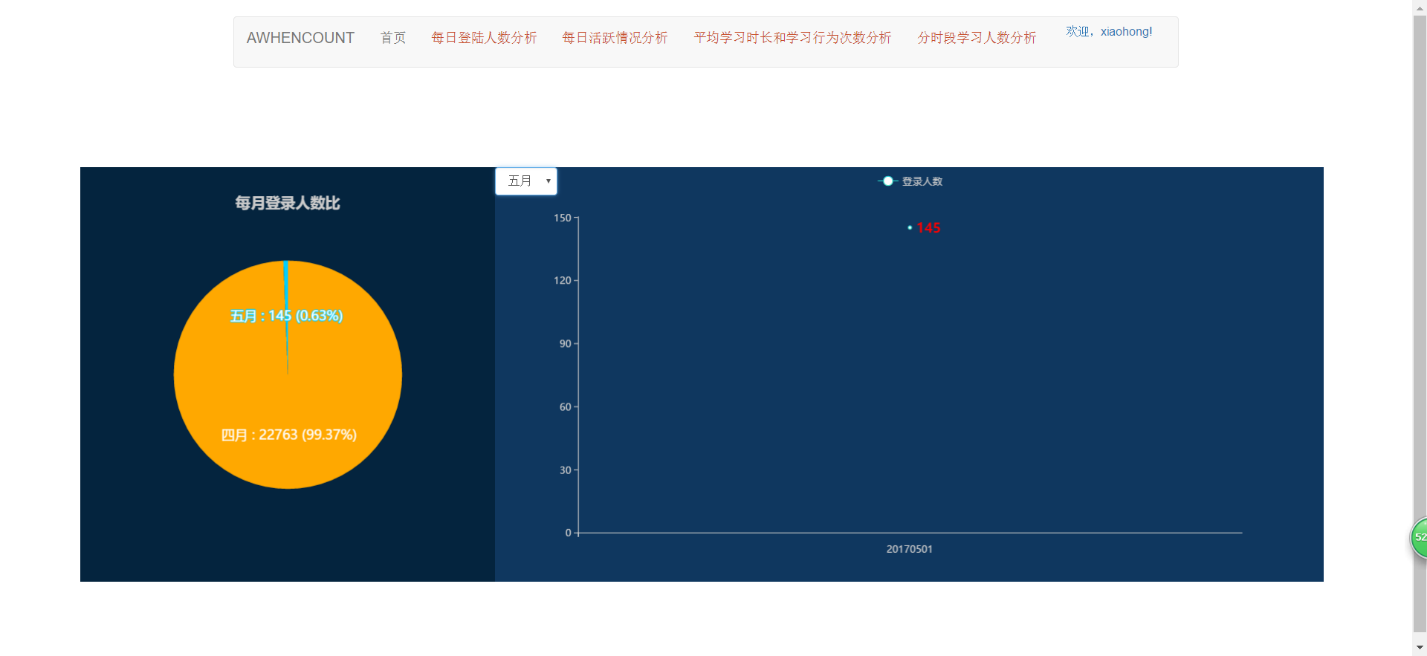 AWHENCOUNT 首页 每日登陆人数分析 每日活跃情况分析 平均学习时长和学习行为次数分析 分时段学习人数分析 欢迎，xiaohong!
每月登录人数比
五月 : 145 (0.63%)
四月 : 22763 (99.37%)
五月
登录人数
150
145
120
90
60
30
0
20170501
52